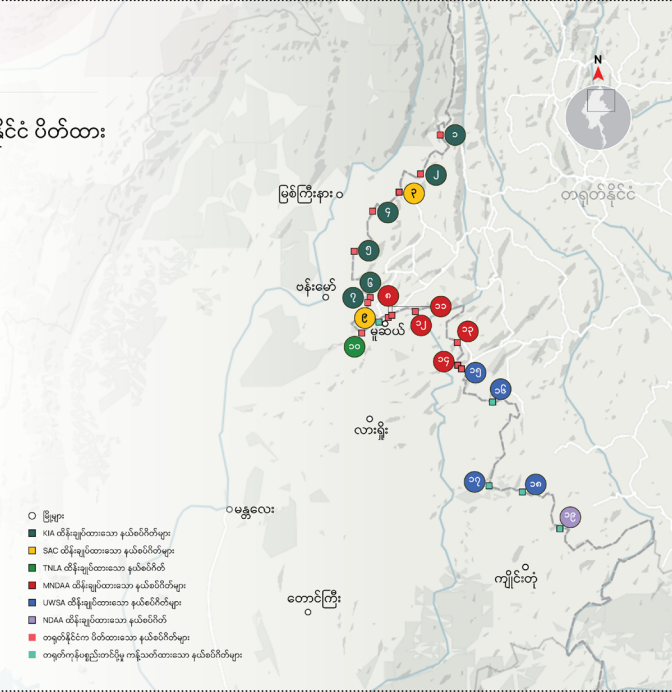 N
နိုင်ငံ ပိတ်ထား
၁
၂
တရုတ်နိုင်ငံ
မြစ်ကြီးနား
၃
၄
၅
ဗန်းမော်
၆
၇
၈
၁၁
၉
မူဆယ်
၁၂
၁၃
၁၀
၁၄
၁၅
၁၆
လားရှိုး
၁၇
၁၈
မန္တလေး
၁၉
မြို့များ
KIA ထိန်းချုပ်ထားသော နယ်စပ်ဂိတ်များ
SAC ထိန်းချုပ်ထားသော နယ်စပ်ဂိတ်များ
TNLA ထိန်းချုပ်ထားသော နယ်စပ်ဂိတ်
ကျိုင်းတုံ
MNDAA ထိန်းချုပ်ထားသော နယ်စပ်ဂိတ်များ
တောင်ကြီး
UWSA ထိန်းချုပ်ထားသော နယ်စပ်ဂိတ်များ
NDAA ထိန်းချုပ်ထားသော နယ်စပ်ဂိတ်
တရုတ်နိုင်ငံက ပိတ်ထားသော နယ်စပ်ဂိတ်များ
တရုတ်ကုန်ပစ္စည်းတင်ပို့မှု ကန့်သတ်ထားသော နယ်စပ်ဂိတ်များ